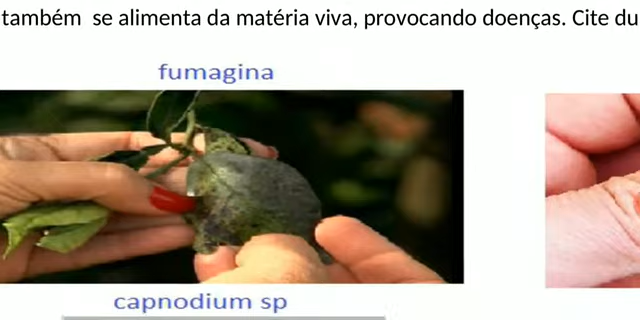 também se alimenta da matéria viva, provocando doenças. Cite du
fumagina
capnodium sp